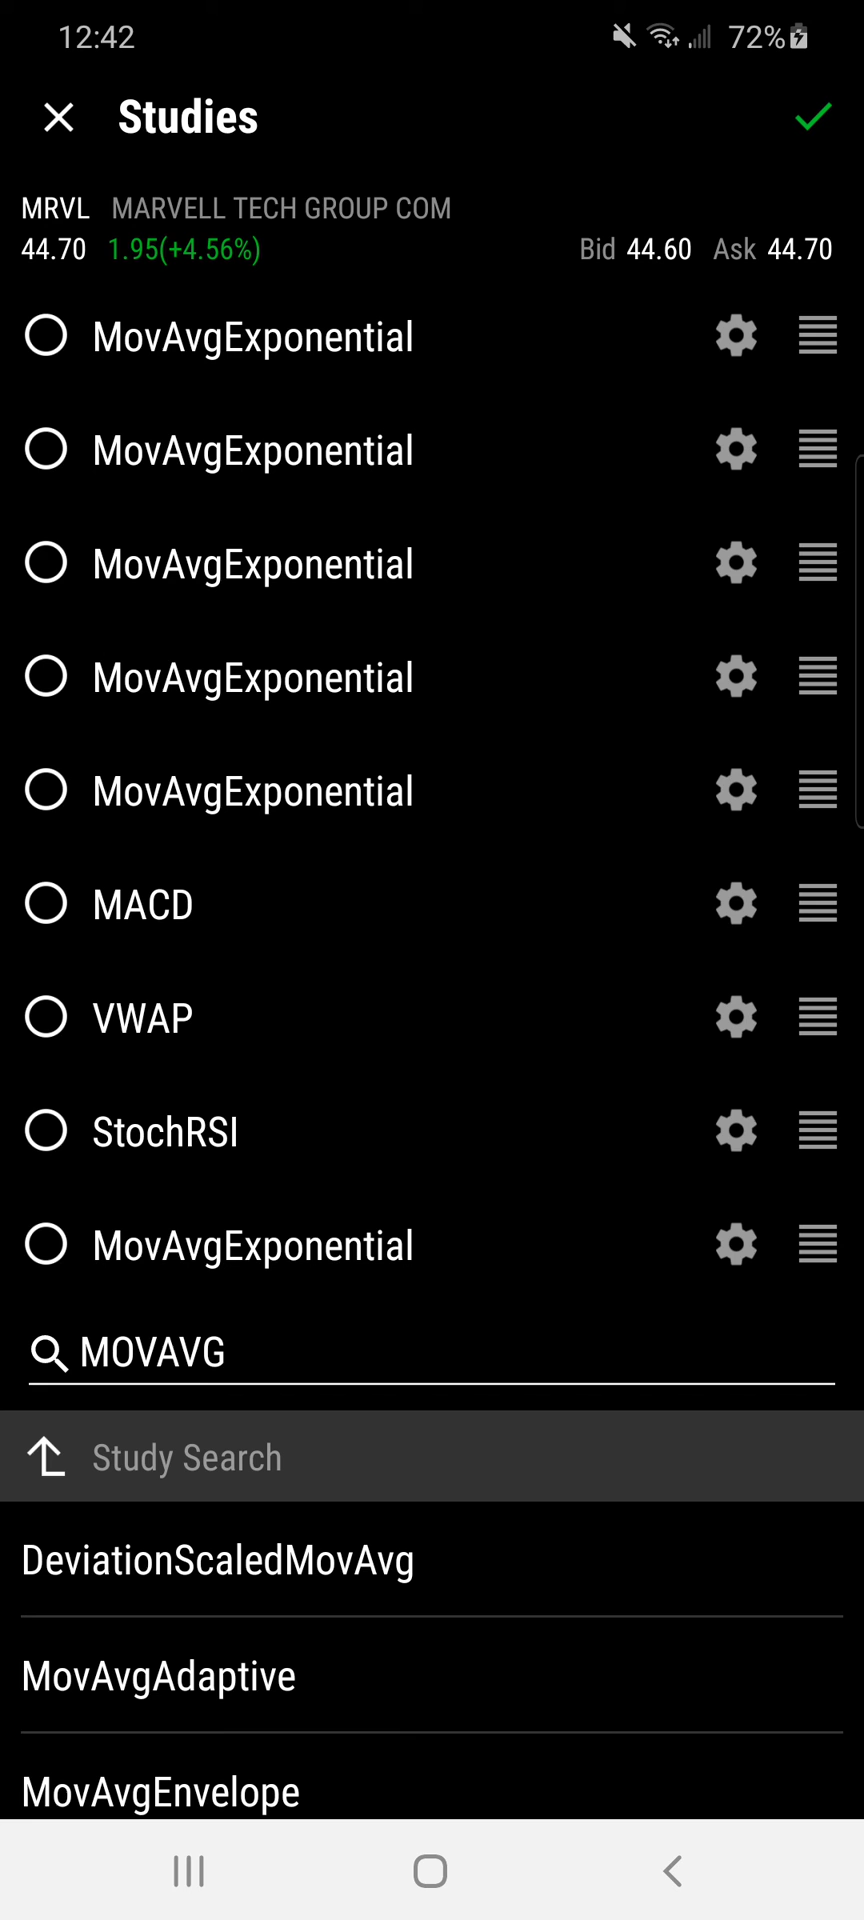 12:42 72%
Studies
MRVL MARVELL TECH GROUP COM
44.70 1.95(+4.56%) Bid 44.60 Ask 44.70
MovAvgExponential
MovAvgExponential
MovAvgExponential
MovAvgExponential
MovAvgExponential
MACD
VWAP
StochRSI
MovAvgExponential
MOVAVG
Study Search
DeviationScaledMovAvg
MovAvgAdaptive
MovAvgEnvelope